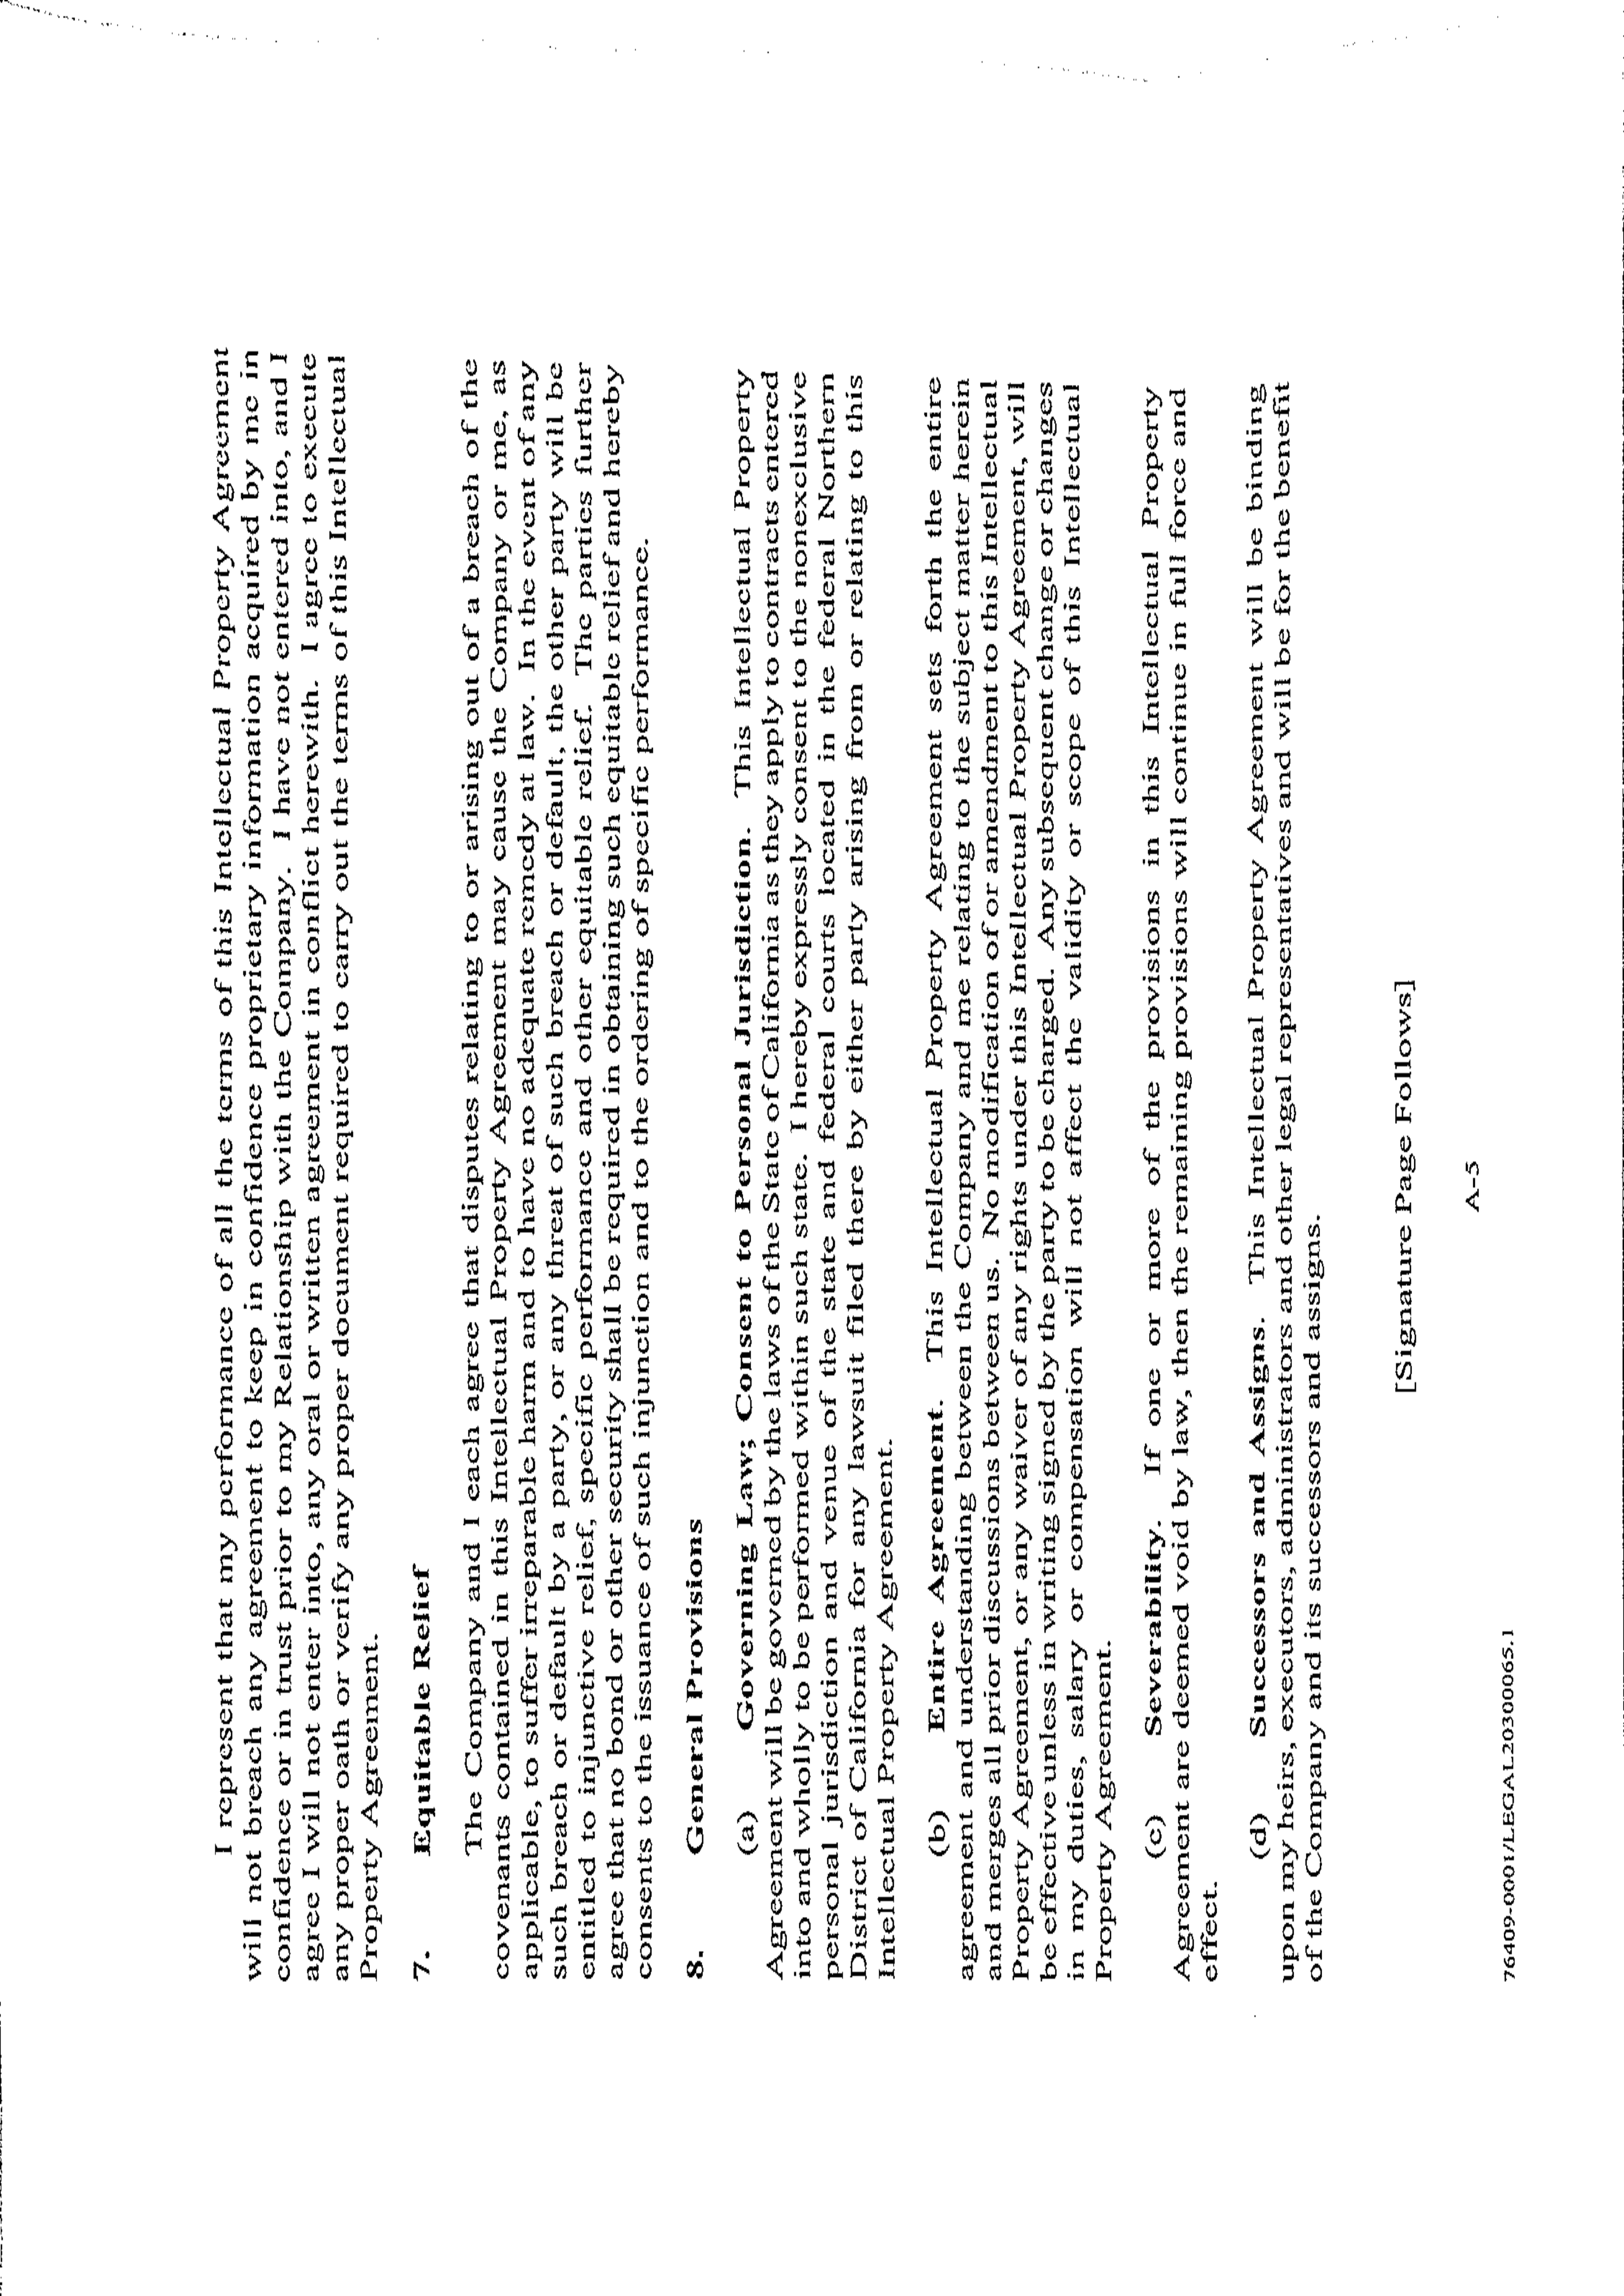 I represent that my performance of all the terms of this Intellectual Property Agreement
will not breach any agreement to keep in confidence proprietary information acquired by me in
confidence or in trust prior to my Relationship with the Company. I have not entered into, and I
agree I will not enter into, any oral or written agreement in conflict herewith. I agree to execute
any proper oath or verify any proper document required to carry out the terms of this Intellectual
Property Agreement.
7. Equitable Relief
The Company and I each agree that disputes relating to or arising out of a breach of the
covenants contained in this Intellectual Property Agreement may cause the Company or me, as
applicable, to suffer irreparable harm and to have no adequate remedy at law. In the event of any
such breach or default by a party, or any threat of such breach or default, the other party will be
entitled to injunctive relief, specific performance and other equitable relief. The parties further
agree that no bond or other security shall be required in obtaining such equitable relief and hereby
consents to the issuance of such injunction and to the ordering of specific performance.
8. General Provisions
(a) Governing Law; Consent to Personal Jurisdiction. This Intellectual Property
Agreement will be governed by the laws of the State of California as they apply to contracts entered
into and wholly to be performed within such state. I hereby expressly consent to the nonexclusive
personal jurisdiction and venue of the state and federal courts located in the federal Northern
District of California for any lawsuit filed there by either party arising from or relating to this
Intellectual Property Agreement.
(b) Entire Agreement. This Intellectual Property Agreement sets forth the entire
agreement and understanding between the Company and me relating to the subject matter herein
and merges all prior discussions between us. No modification of or amendment to this Intellectual
Property Agreement, or any waiver of any rights under this Intellectual Property Agreement, will
be effective unless in writing signed by the party to be charged. Any subsequent change or changes
in my duties, salary or compensation will not affect the validity or scope of this Intellectual
Property Agreement.
(c) Severability. If one or more of the provisions in this Intellectual Property
Agreement are deemed void by law, then the remaining provisions will continue in full force and
effect.
(d) Successors and Assigns. This Intellectual Property Agreement will be binding
upon my heirs, executors, administrators and other legal representatives and will be for the benefit
of the Company and its successors and assigns.
[Signature Page Follows]
A-5
76409-0001/LEGAL20300065.1